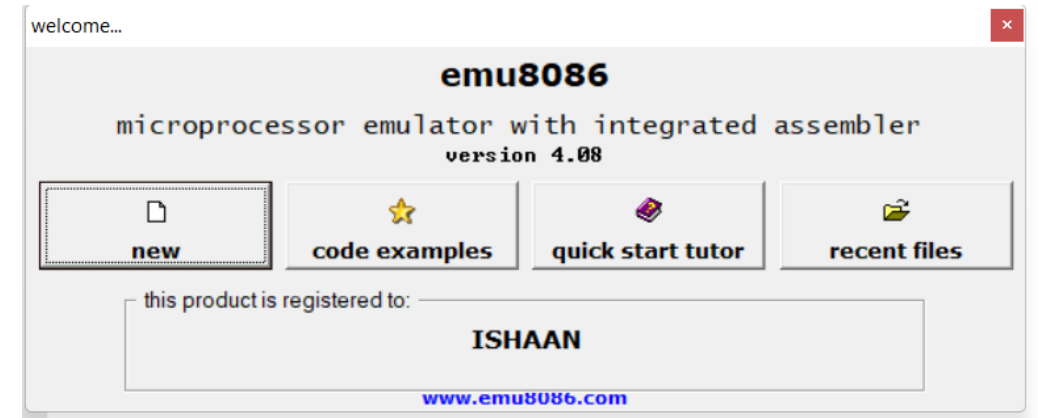 welcome...
emu8086
microprocessor emulator with integrated assembler
version 4.08
new code examples quick start tutor recent files
this product is registered to:
ISHAAN
www.emu8086.com